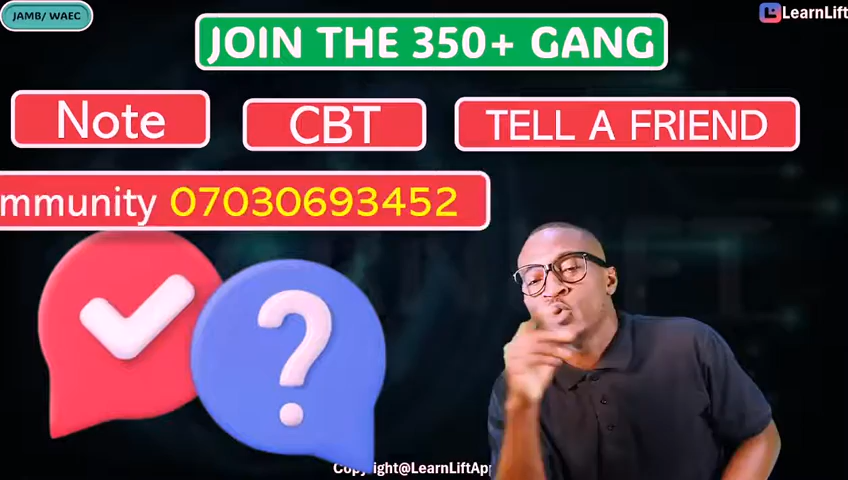 JAMB/ WAEC
LearnLift
JOIN THE 350+ GANG
Note
CBT
TELL A FRIEND
mmunity 07030693452
?
Copyright@LearnLiftApp